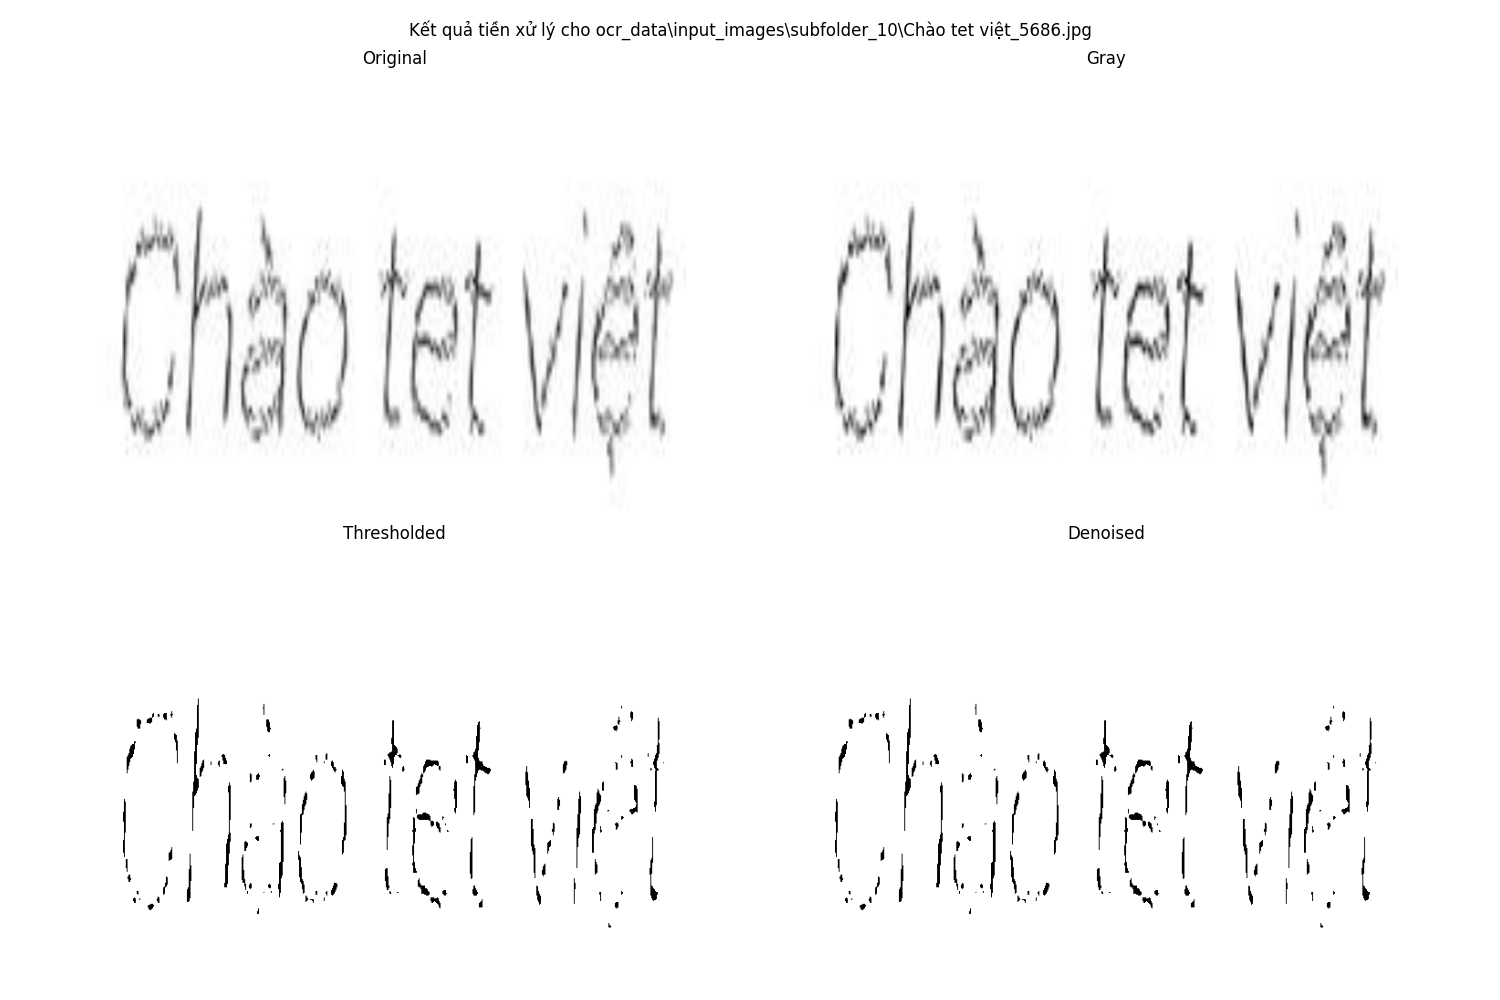 Kết quả tiền xử lý cho ocr_data\input_images\subfolder_10\Chào tet việt_5686.jpg
Original
Gray
Chào tet việt
Chào tet việt
Thresholded
Denoised
Chào tet việt
Chào tet việt